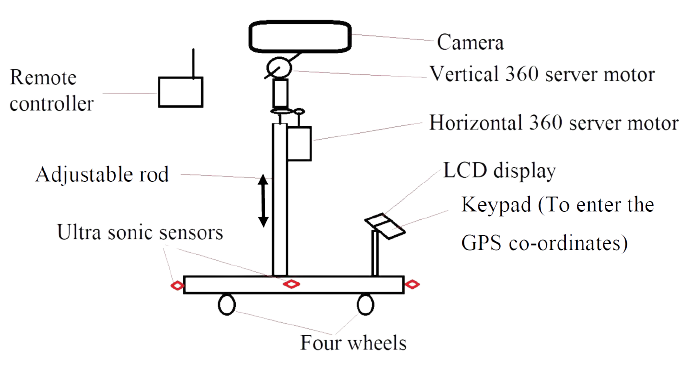 Camera
Remote
controller
Vertical 360 server motor
Horizontal 360 server motor
Adjustable rod
LCD display
Keypad (To enter the
GPS co-ordinates)
Ultra sonic sensors
Four wheels